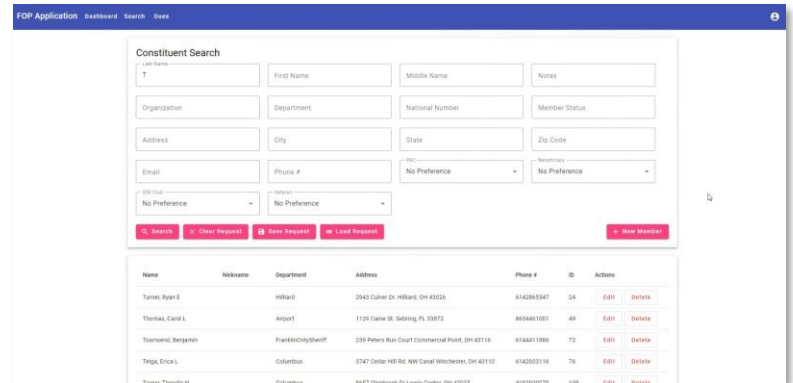 FOP Application Dashboard Search Dues
Constituent Search
Last Name
T
First Name
Middle Name
Notes
Organization
Department
National Number
Member Status
Address
City
State
Zip Code
Email
Phone #
No Preference
Beneficiary
No Preference
No Preference
Veteran
No Preference
Search
Clear Request
Save Request
Load Request
+ New Member
Name Nickname Department Address Phone # ID Actions
Turner, Ryan E Hilliard 2943 Culver Dr. Hilliard, OH 43026 6142865347 24 Edit Delete
Thomas, Carol L Airport 1129 Caine St. Sebring, FL 33872 8634461001 49 Edit Delete
Townsend, Benjamin FranklinCntySheriff 239 Peters Run Court Commercial Point, OH 43116 6144411886 72 Edit Delete
Teiga, Erica L Columbus 3747 Cedar Hill Rd. NW Canal Winchester, OH 43110 6142603116 76 Edit Delete
Columbus Edit Delete